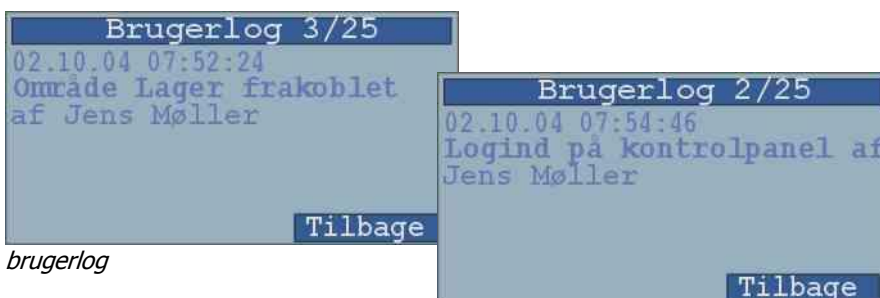 Brugerlog 3/25
02.10.04 07:52:24
Område Lager frakoblet
af Jens Møller
Tilbage
brugerlog
Brugerlog 2/25
02.10.04 07:54:46
Logind på kontrolpanel af
Jens Møller
Tilbage